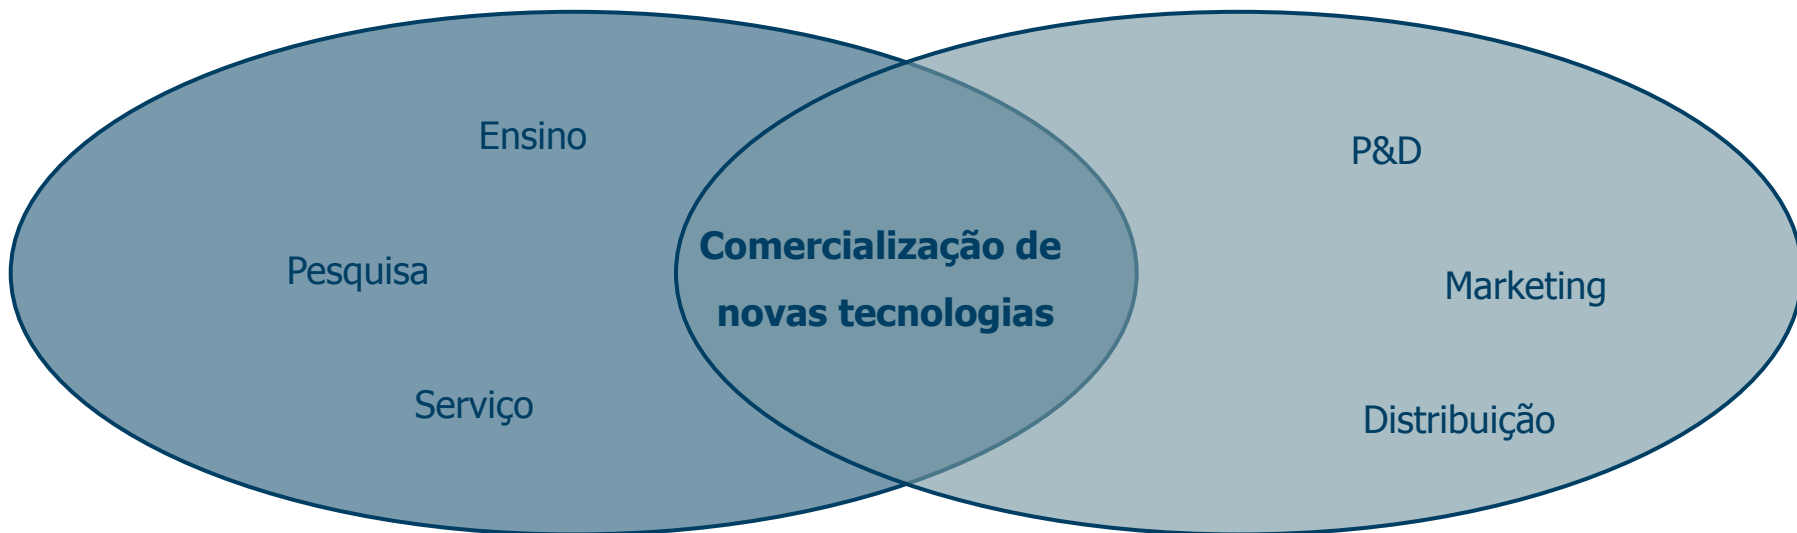 Ensino
Pesquisa
Serviço
Comercialização de
novas tecnologias
P&D
Marketing
Distribuição